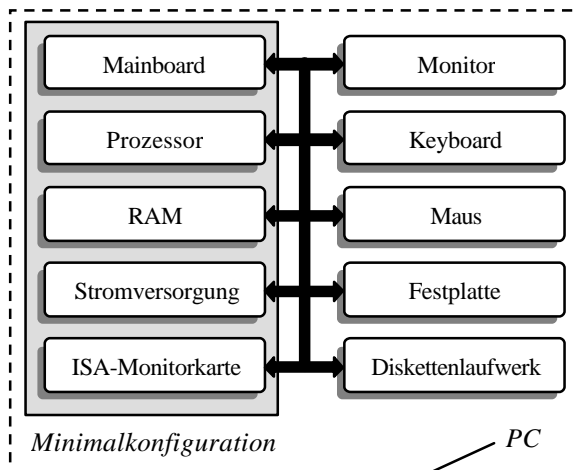 Mainboard
Monitor
Prozessor
Keyboard
RAM
Maus
Stromversorgung
Festplatte
ISA-Monitorkarte
Diskettenlaufwerk
Minimalkonfiguration
PC